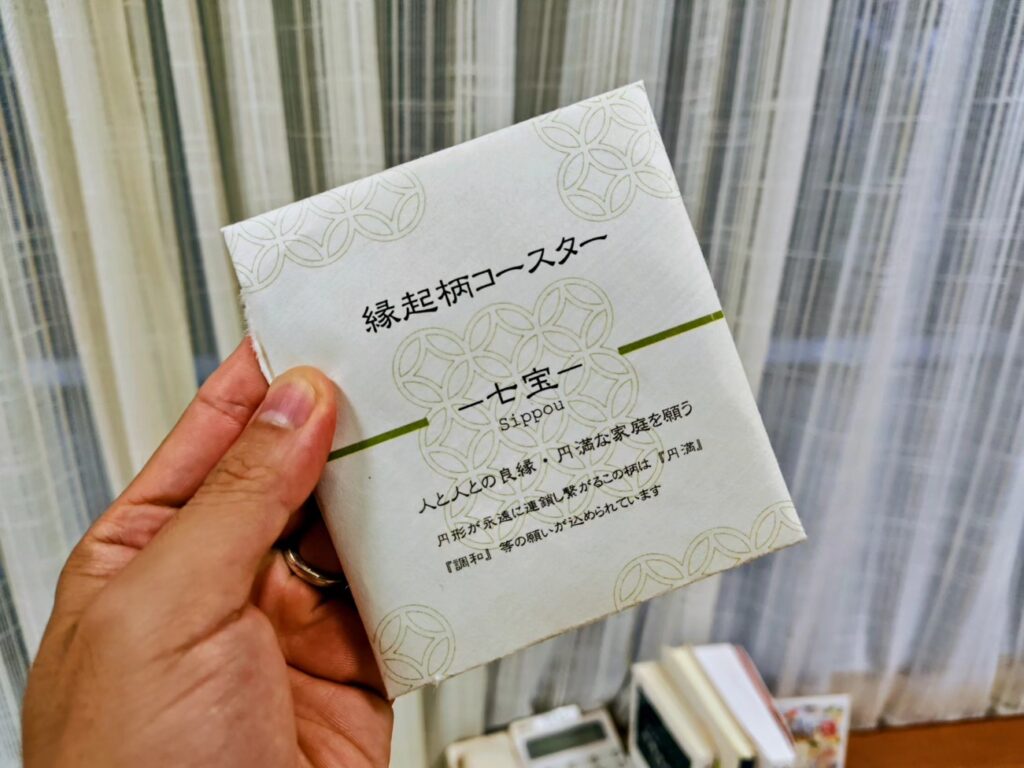 縁起柄コースター
ー七宝ー
Sippou
人と人との良縁・円満な家庭を願う
円形が永遠に連鎖し繋がるこの柄は『円満』
『調和』等の願いが込められています